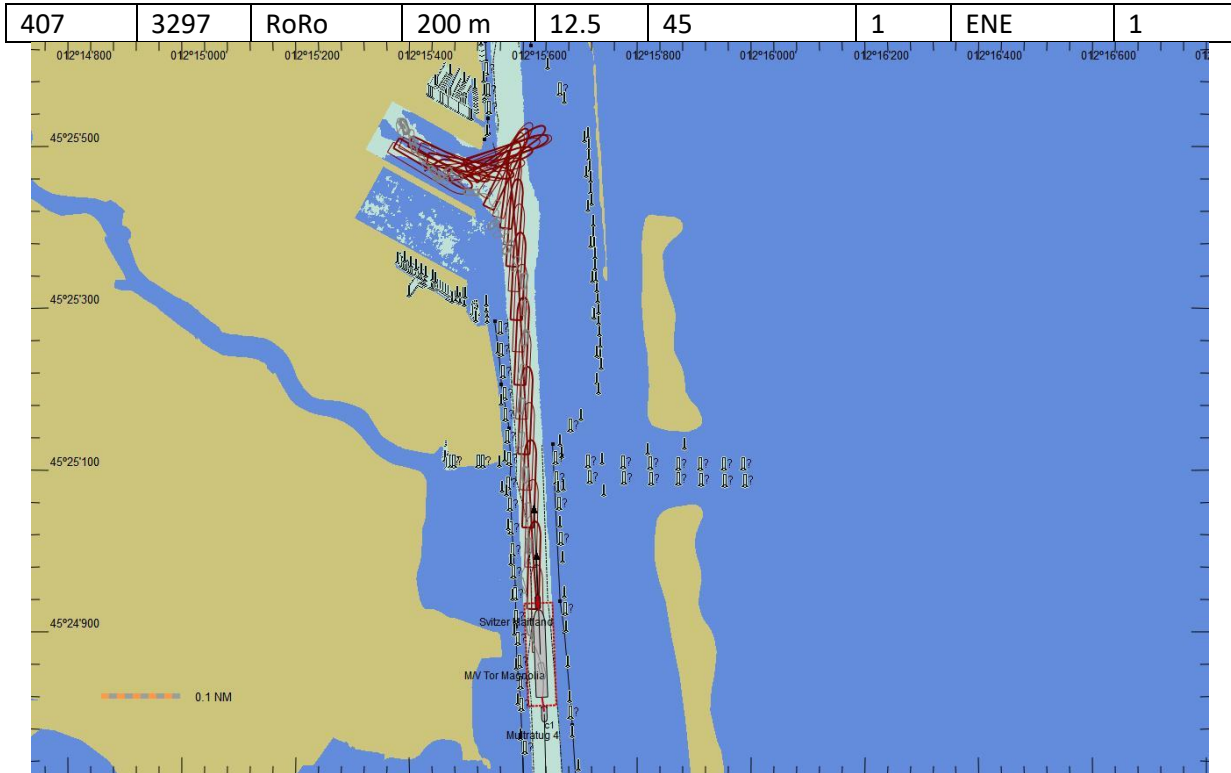 407 3297 RoRo 200 m 12.5 45 1 ENE 1
012°14'800 012°15'000 012°15'200 012°15'400 012°15'600 012°15'800 012°16'000 012°16'200 012°16'400 012°16'600
45°25'500
45°25'300
45°25'100
45°24'900
Svitzer
M/V Tor Magnolia
0.1 NM
c1
Multratug 4